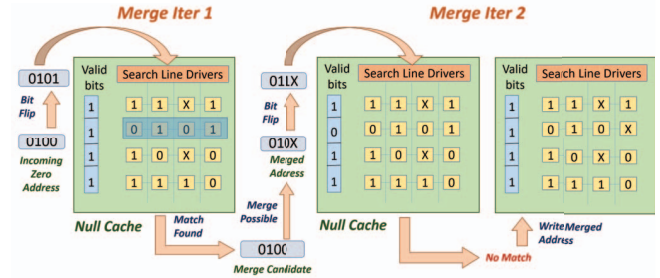 Merge Iter 1
Merge Iter 2
0101
Bit
Flip
0100
Incoming
Zero
Address
Valid
bits
Search Line Drivers
1 1 1 X 1
1 0 1 0 1
1 1 0 X 0
1 1 1 1 0
Null Cache
Match
Found
0100
Merge Candidate
Merge
Possible
010X
Merged
Address
Bit
Flip
011X
Valid
bits
Search Line Drivers
1 1 1 X 1
0 0 1 0 1
1 1 0 X 0
1 1 1 1 0
Null Cache
No Match
Write Merged
Address
Valid
bits
Search Line Drivers
1 1 1 X 1
1 0 1 0 X
1 1 0 X 0
1 1 1 1 0